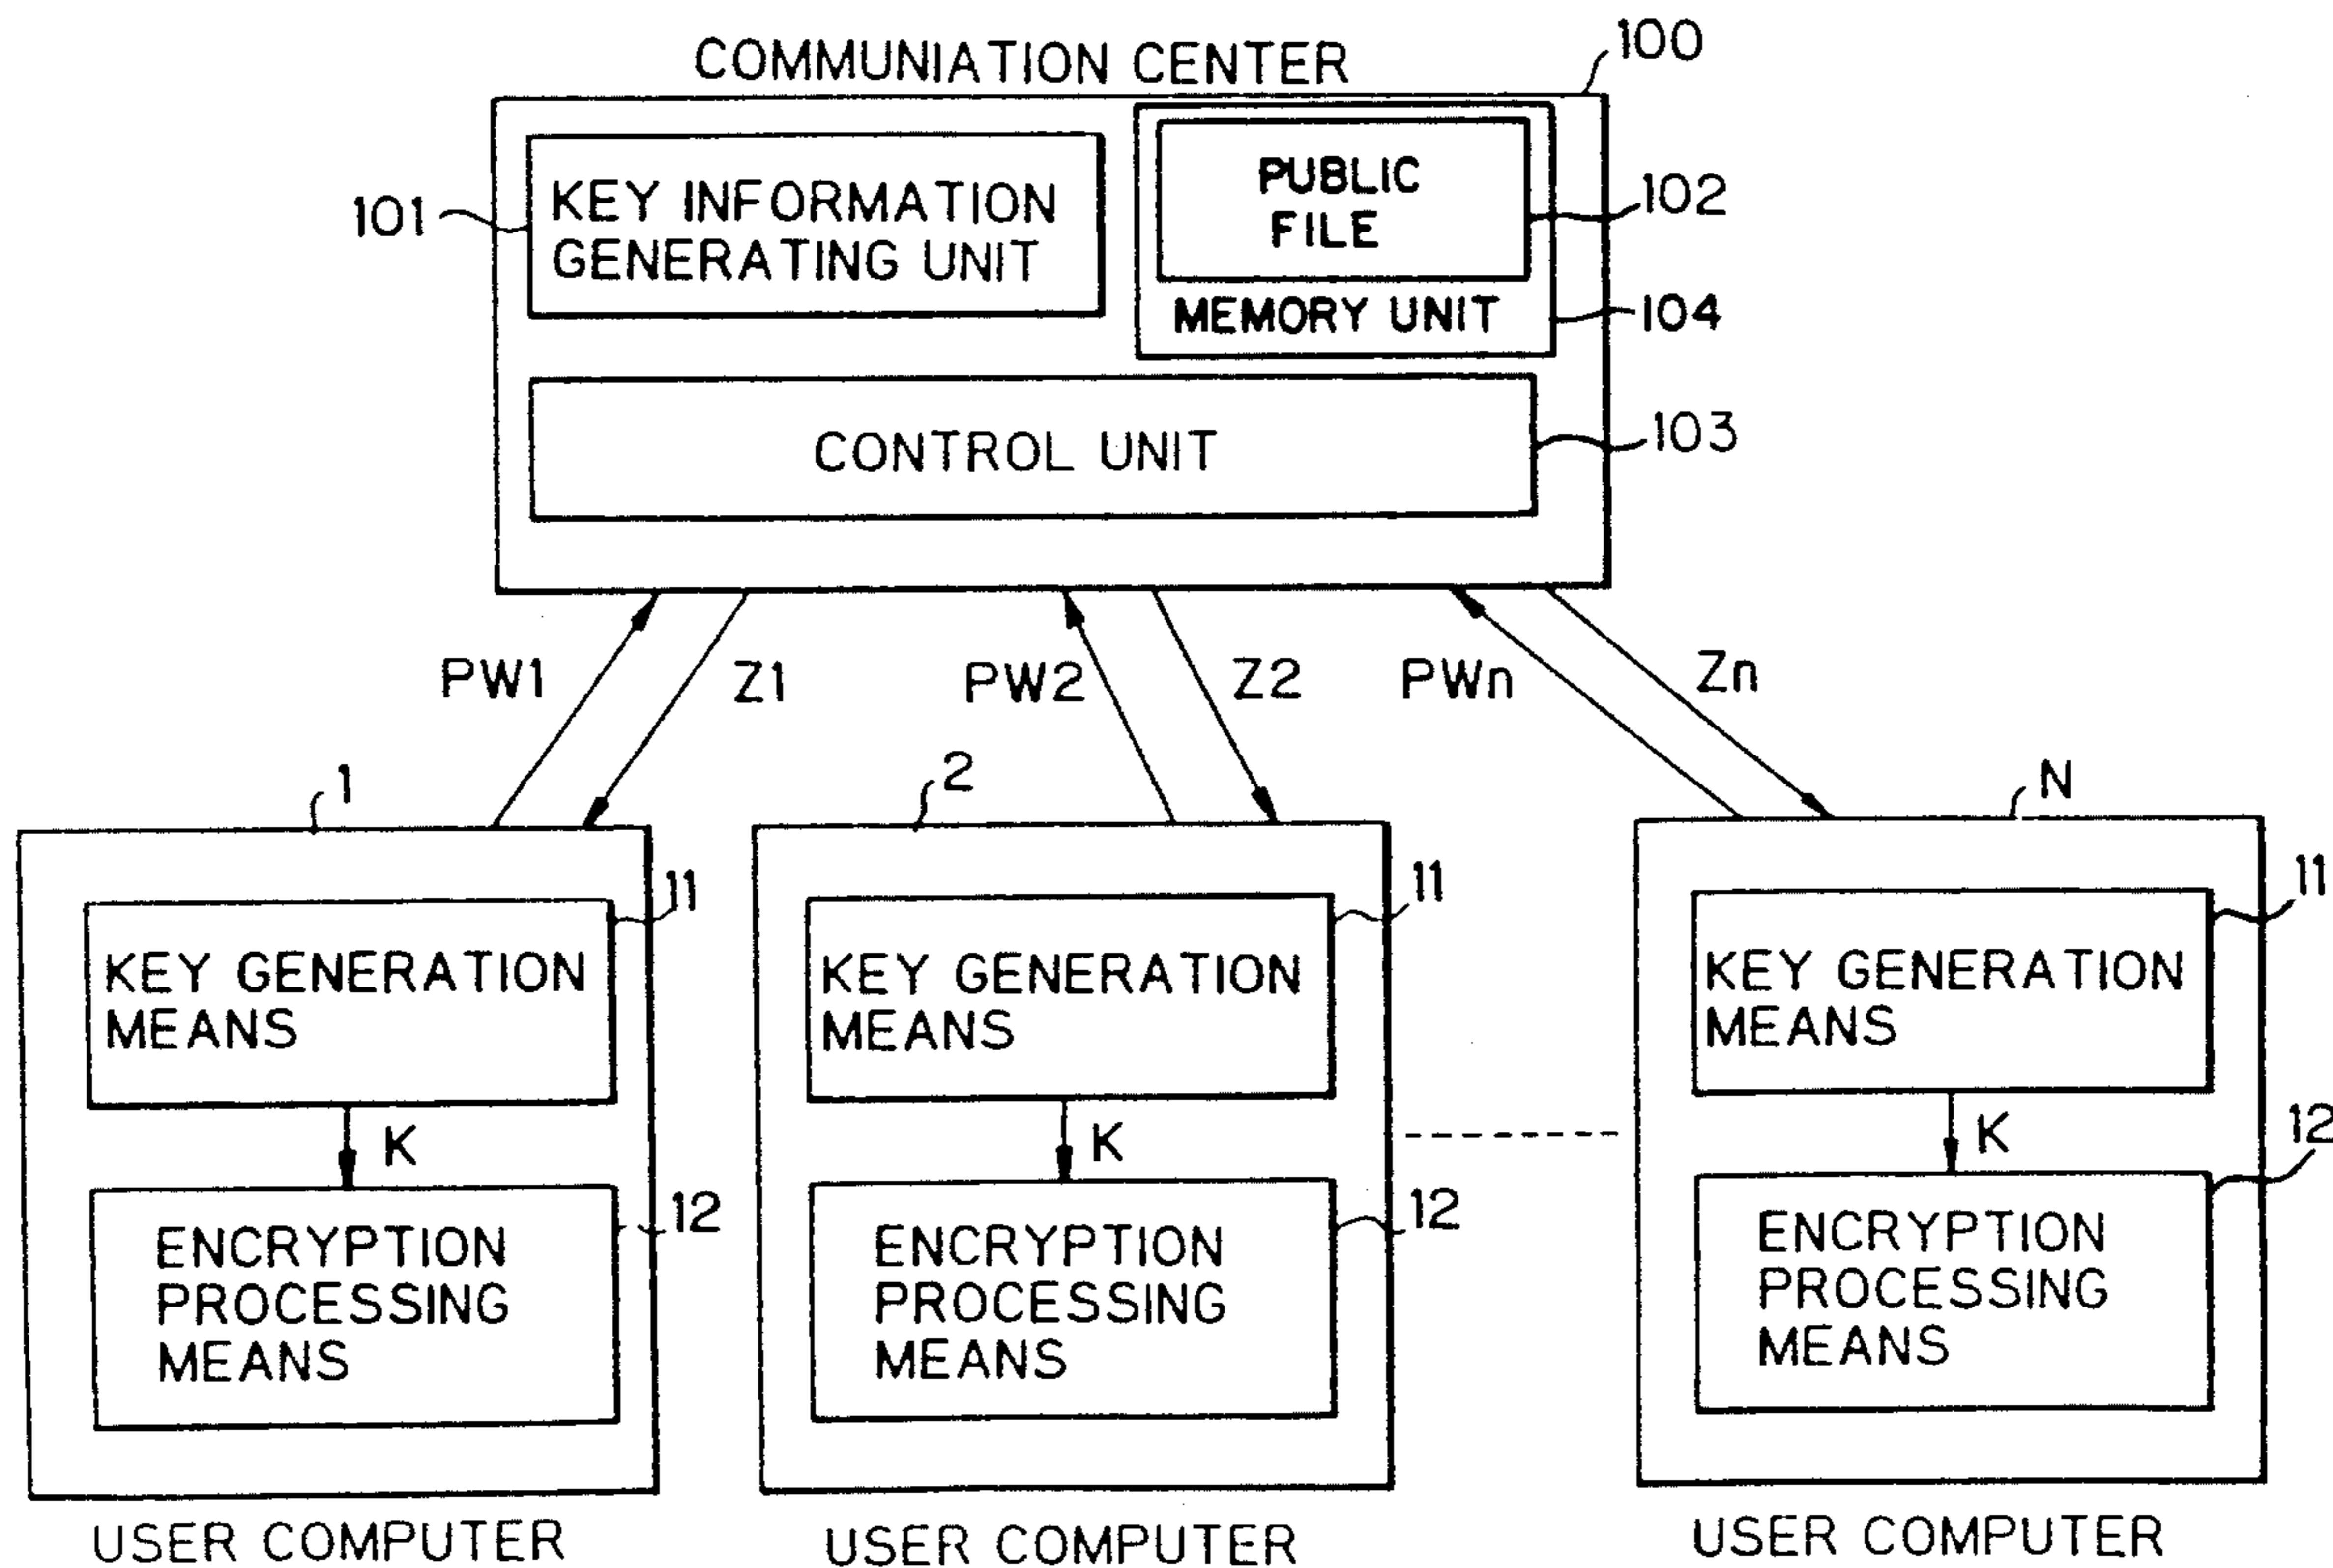 COMMUNIATION CENTER
100
KEY INFORMATION
GENERATING UNIT
101
PUBLIC
FILE
102
MEMORY UNIT
104
CONTROL UNIT
103
PW1
Z1
PW2
Z2
PWn
Zn
1
KEY GENERATION
MEANS
11
K
ENCRYPTION
PROCESSING
MEANS
12
USER COMPUTER
2
KEY GENERATION
MEANS
11
K
ENCRYPTION
PROCESSING
MEANS
12
USER COMPUTER
N
KEY GENERATION
MEANS
11
K
ENCRYPTION
PROCESSING
MEANS
12
USER COMPUTER